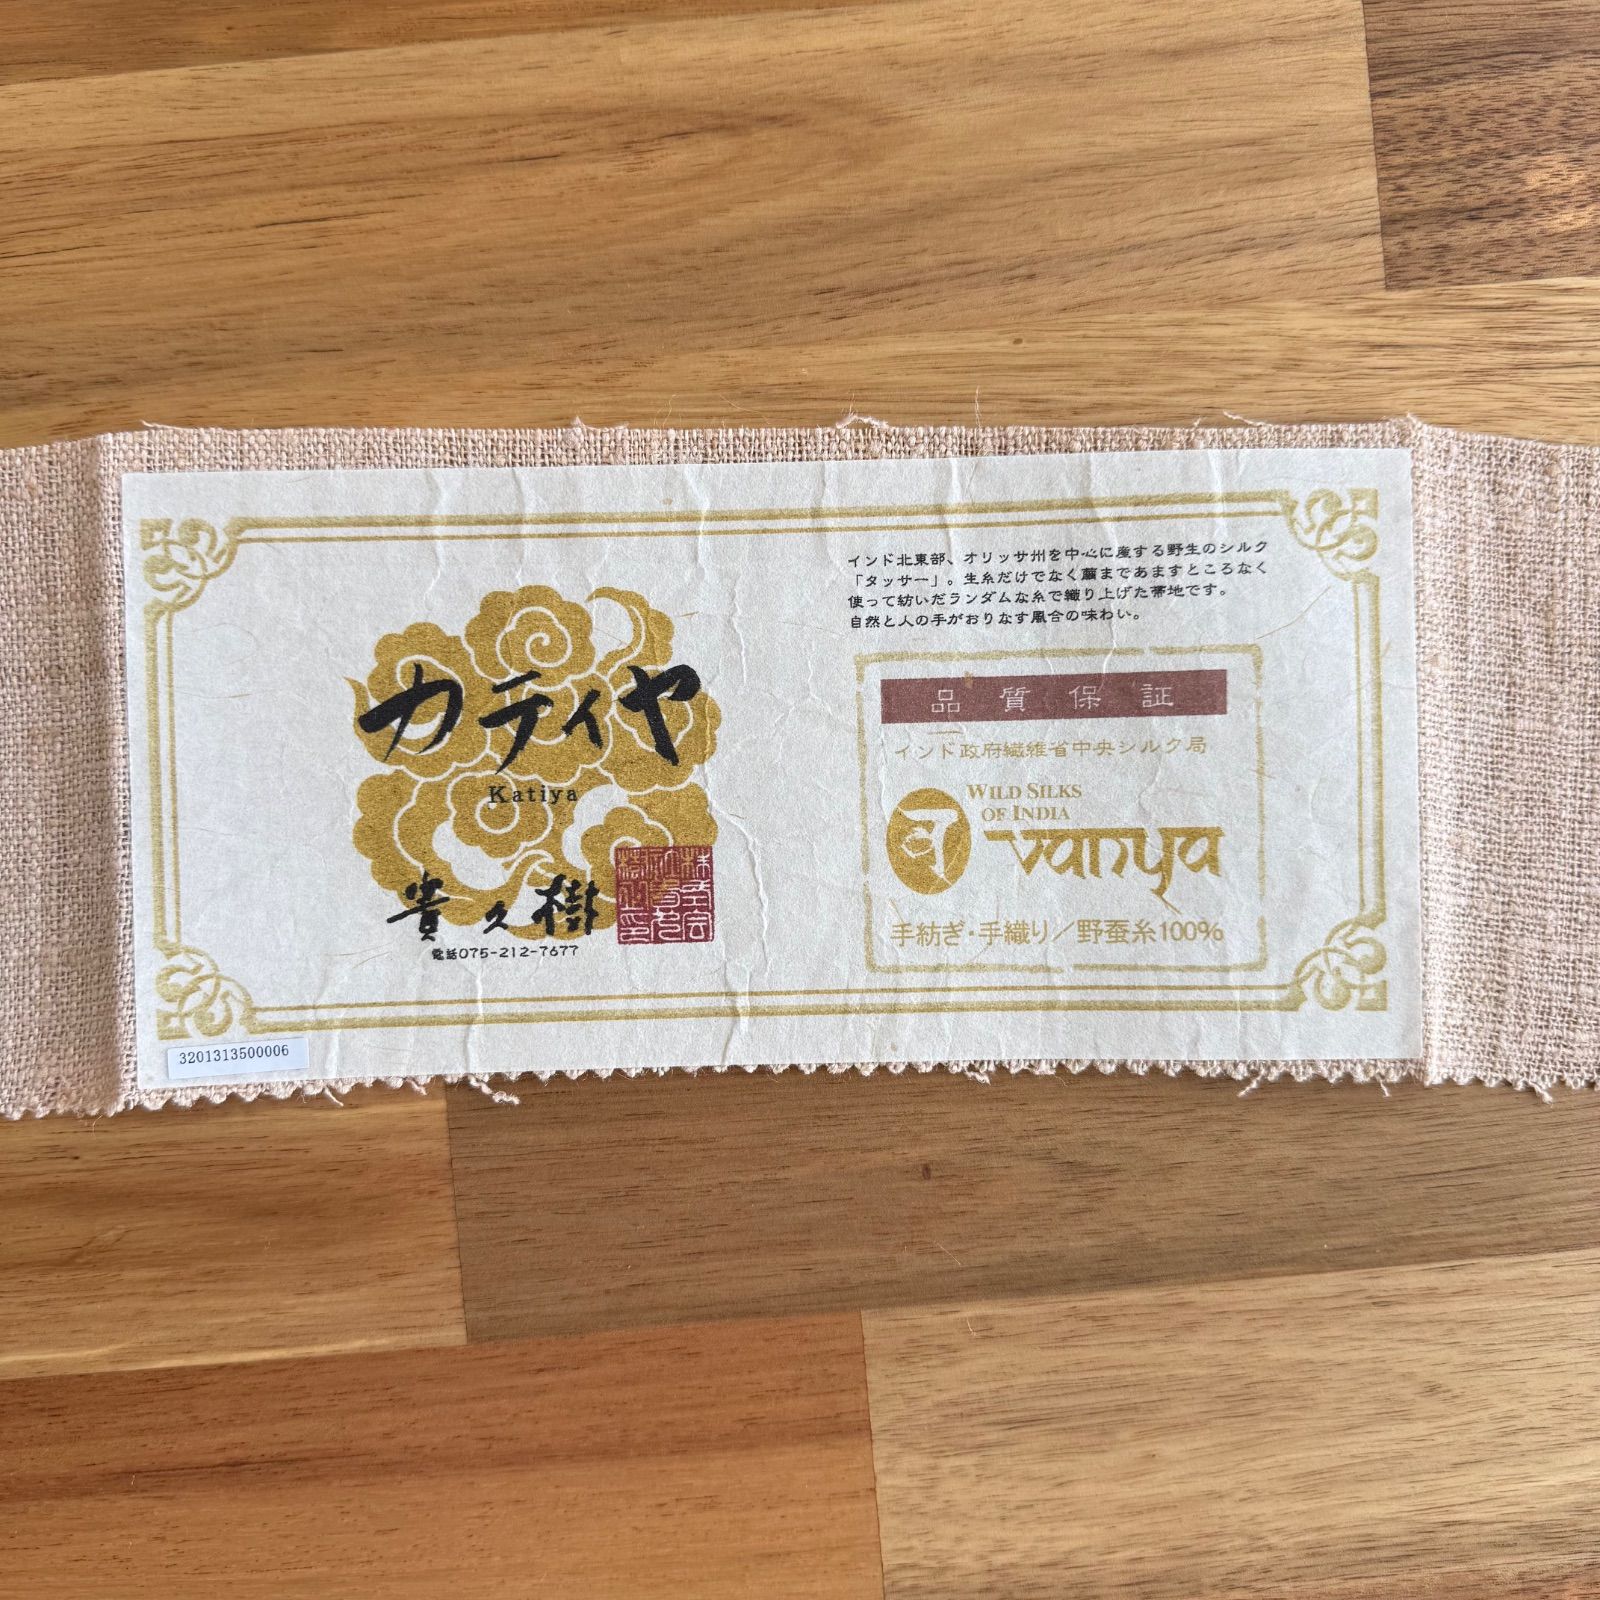 カティヤ
Katiya
貴久樹
電話075-212-7677
3201313500006
インド北東部、オリッサ州を中心に産する野生のシルク
「タッサー」。生糸だけでなく繭まであますところなく
使って紡いだランダムな糸で織り上げた帯地です。
自然と人の手がおりなす風合の味わい。
品質保証
インド政府繊維省中央シルク局
WILD SILKS
OF INDIA
व
vanya
手紡ぎ・手織り／野蚕糸100%